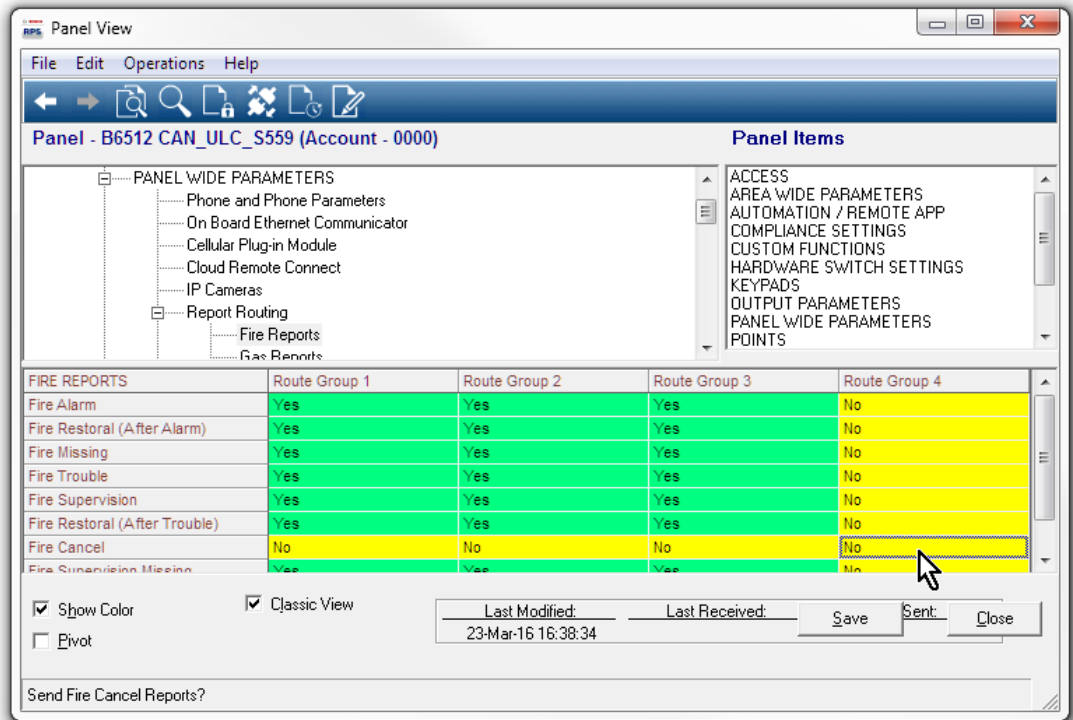 RPS Panel View
File Edit Operations Help
Panel - B6512 CAN_ULC_S559 (Account - 0000)
Panel Items
PANEL WIDE PARAMETERS
Phone and Phone Parameters
On Board Ethernet Communicator
Cellular Plug-in Module
Cloud Remote Connect
IP Cameras
Report Routing
Fire Reports
Gas Reports
ACCESS
AREA WIDE PARAMETERS
AUTOMATION / REMOTE APP
COMPLIANCE SETTINGS
CUSTOM FUNCTIONS
HARDWARE SWITCH SETTINGS
KEYPADS
OUTPUT PARAMETERS
PANEL WIDE PARAMETERS
POINTS
FIRE REPORTS Route Group 1 Route Group 2 Route Group 3 Route Group 4
Fire Alarm Yes Yes Yes No
Fire Restoral (After Alarm) Yes Yes Yes No
Fire Missing Yes Yes Yes No
Fire Trouble Yes Yes Yes No
Fire Supervision Yes Yes Yes No
Fire Restoral (After Trouble) Yes Yes Yes No
Fire Cancel No No No No
Fire Supervision Missing Yes Yes Yes No
Show Color Classic View Last Modified: Last Received: Sent: Save Close
23-Mar-16 16:38:34
Pivot
Send Fire Cancel Reports?